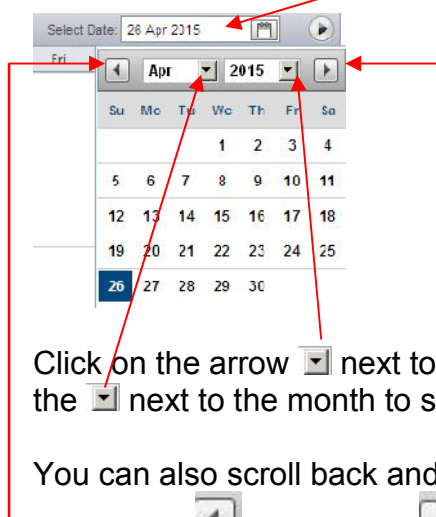 Select Date: 26 Apr 2015
Fri
Apr 2015
Su Mo Tu We Th Fr Sa
1 2 3 4
5 6 7 8 9 10 11
12 13 14 15 16 17 18
19 20 21 22 23 24 25
26 27 28 29 30
Click on the arrow next to
the next to the month to s
You can also scroll back and